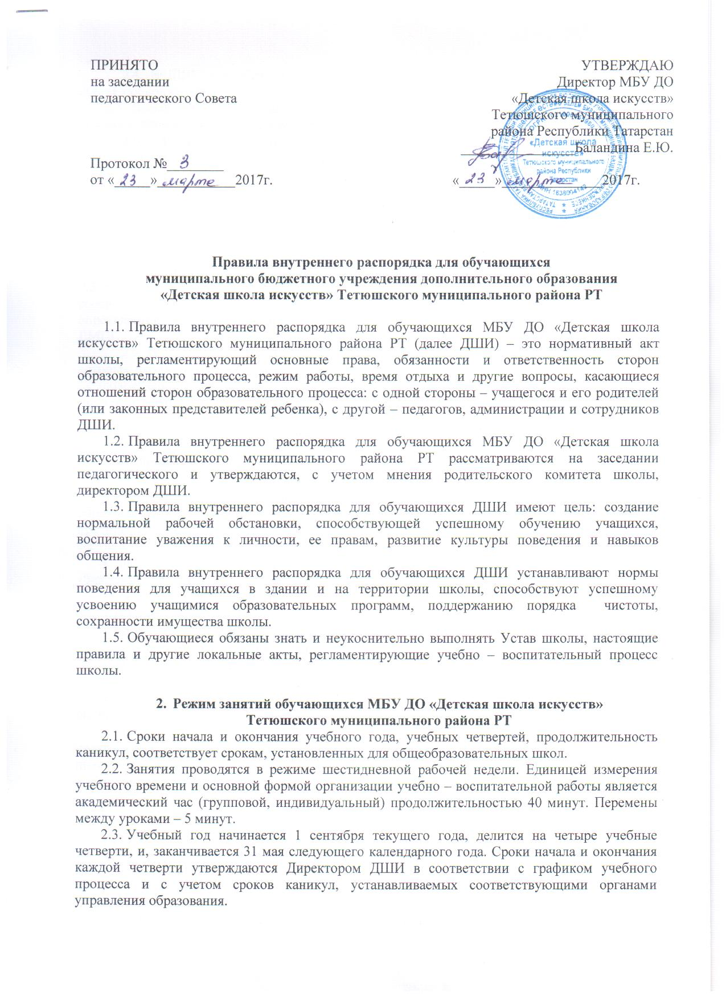 ПРИНЯТО
на заседании
педагогического Совета
Протокол № 3
от «23» марта 2017г.
УТВЕРЖДАЮ
Директор МБУ ДО
«Детская школа искусств»
Тетюшского муниципального
района Республики Татарстан
Баландина Е.Ю.
«23» марта 2017г.
«Детская школа
искусств»
Тетюшского муниципального
района Республики
Татарстан
ИНН 1638004142
Правила внутреннего распорядка для обучающихся
муниципального бюджетного учреждения дополнительного образования
«Детская школа искусств» Тетюшского муниципального района РТ
1.1. Правила внутреннего распорядка для обучающихся МБУ ДО «Детская школа
искусств» Тетюшского муниципального района РТ (далее ДШИ) – это нормативный акт
школы, регламентирующий основные права, обязанности и ответственность сторон
образовательного процесса, режим работы, время отдыха и другие вопросы, касающиеся
отношений сторон образовательного процесса: с одной стороны – учащегося и его родителей
(или законных представителей ребенка), с другой – педагогов, администрации и сотрудников
ДШИ.
1.2. Правила внутреннего распорядка для обучающихся МБУ ДО «Детская школа
искусств» Тетюшского муниципального района РТ рассматриваются на заседании
педагогического и утверждаются, с учетом мнения родительского комитета школы,
директором ДШИ.
1.3. Правила внутреннего распорядка для обучающихся ДШИ имеют цель: создание
нормальной рабочей обстановки, способствующей успешному обучению учащихся,
воспитание уважения к личности, ее правам, развитие культуры поведения и навыков
общения.
1.4. Правила внутреннего распорядка для обучающихся ДШИ устанавливают нормы
поведения для учащихся в здании и на территории школы, способствуют успешному
усвоению учащимися образовательных программ, поддержанию порядка чистоты,
сохранности имущества школы.
1.5. Обучающиеся обязаны знать и неукоснительно выполнять Устав школы, настоящие
правила и другие локальные акты, регламентирующие учебно – воспитательный процесс
школы.
2. Режим занятий обучающихся МБУ ДО «Детская школа искусств»
Тетюшского муниципального района РТ
2.1. Сроки начала и окончания учебного года, учебных четвертей, продолжительность
каникул, соответствует срокам, установленных для общеобразовательных школ.
2.2. Занятия проводятся в режиме шестидневной рабочей недели. Единицей измерения
учебного времени и основной формой организации учебно – воспитательной работы является
академический час (групповой, индивидуальный) продолжительностью 40 минут. Перемены
между уроками – 5 минут.
2.3. Учебный год начинается 1 сентября текущего года, делится на четыре учебные
четверти, и, заканчивается 31 мая следующего календарного года. Сроки начала и окончания
каждой четверти утверждаются Директором ДШИ в соответствии с графиком учебного
процесса и с учетом сроков каникул, устанавливаемых соответствующими органами
управления образования.